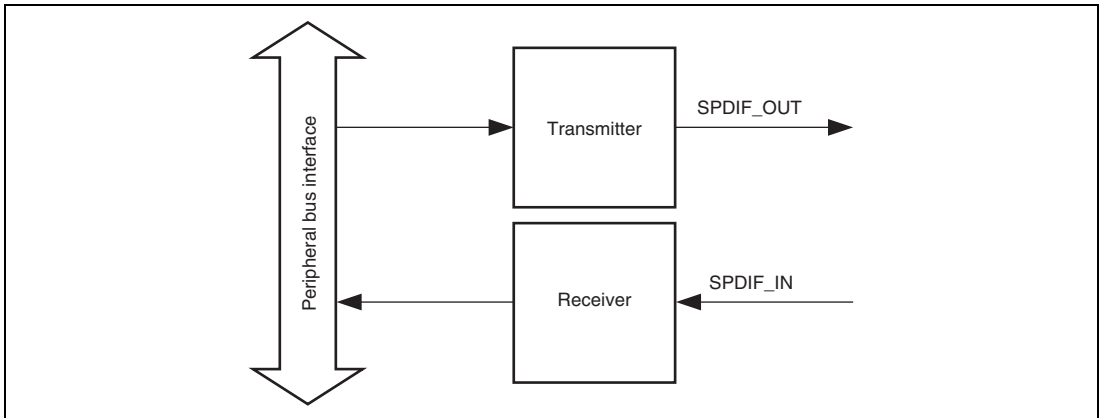 Peripheral bus interface
Transmitter
SPDIF_OUT
Receiver
SPDIF_IN